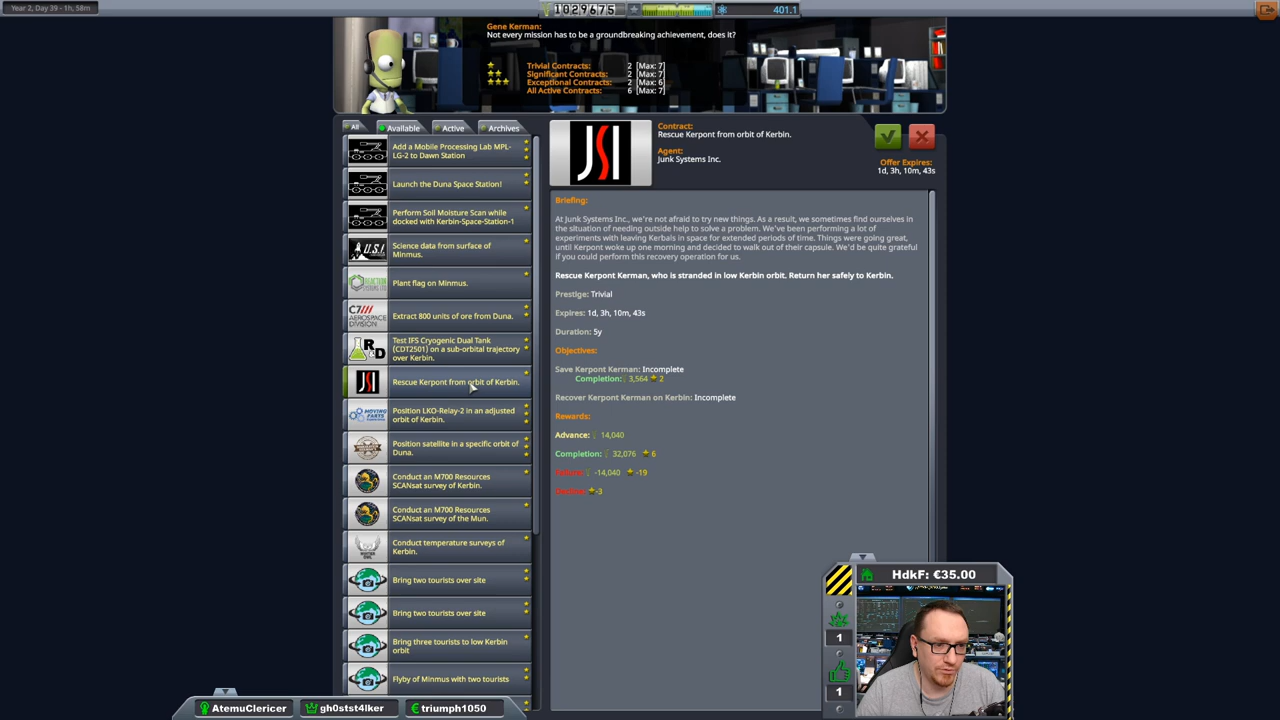 Year 2, Day 39 - 1h, 58m
1029675
401.1
Gene Kerman:
Not every mission has to be a groundbreaking achievement, does it?
Trivial Contracts: 2 [Max: 7]
Significant Contracts: 2 [Max: 7]
Exceptional Contracts: 2 [Max: 6]
All Active Contracts: 6 [Max: 7]
All
Available
Active
Archives
Add a Mobile Processing Lab MPL-
LG-2 to Dawn Station
Launch the Duna Space Station!
Perform Soil Moisture Scan while
docked with Kerbin-Space-Station-1
U.S.I.
Science data from surface of
Minmus.
Plant flag on Minmus.
C7
AEROSPACE
DIVISION
Extract 800 units of ore from Duna.
R&D
Test IFS Cryogenic Dual Tank
(CDT2501) on a sub-orbital trajectory
over Kerbin.
JSI
Rescue Kerpont from orbit of Kerbin.
MOVING
PARTS
Position LKO-Relay-2 in an adjusted
orbit of Kerbin.
Position satellite in a specific orbit of
Duna.
Conduct an M700 Resources
SCANsat survey of Kerbin.
Conduct an M700 Resources
SCANsat survey of the Mun.
Conduct temperature surveys of
Kerbin.
Bring two tourists over site
Bring two tourists over site
Bring three tourists to low Kerbin
orbit
Flyby of Minmus with two tourists
JSI
Contract:
Rescue Kerpont from orbit of Kerbin.
Agent:
Junk Systems Inc.
Offer Expires:
1d, 3h, 10m, 43s
Briefing:
At Junk Systems Inc., we're not afraid to try new things. As a result, we sometimes find ourselves in
the situation of needing outside help to solve a problem. We've been performing a lot of
experiments with leaving Kerbals in space for extended periods of time. Things were going great,
until Kerpont woke up one morning and decided to walk out of their capsule. We'd be quite grateful
if you could perform this recovery operation for us.
Rescue Kerpont Kerman, who is stranded in low Kerbin orbit. Return her safely to Kerbin.
Prestige: Trivial
Expires: 1d, 3h, 10m, 43s
Duration: 5y
Objectives:
Save Kerpont Kerman: Incomplete
Completion: 3,564 2
Recover Kerpont Kerman on Kerbin: Incomplete
Rewards:
Advance: 14,040
Completion: 32,076 6
-14,040 -19
-3
HdkF: €35.00
1
1
AtemuClericer
gh0stst4lker
triumph1050